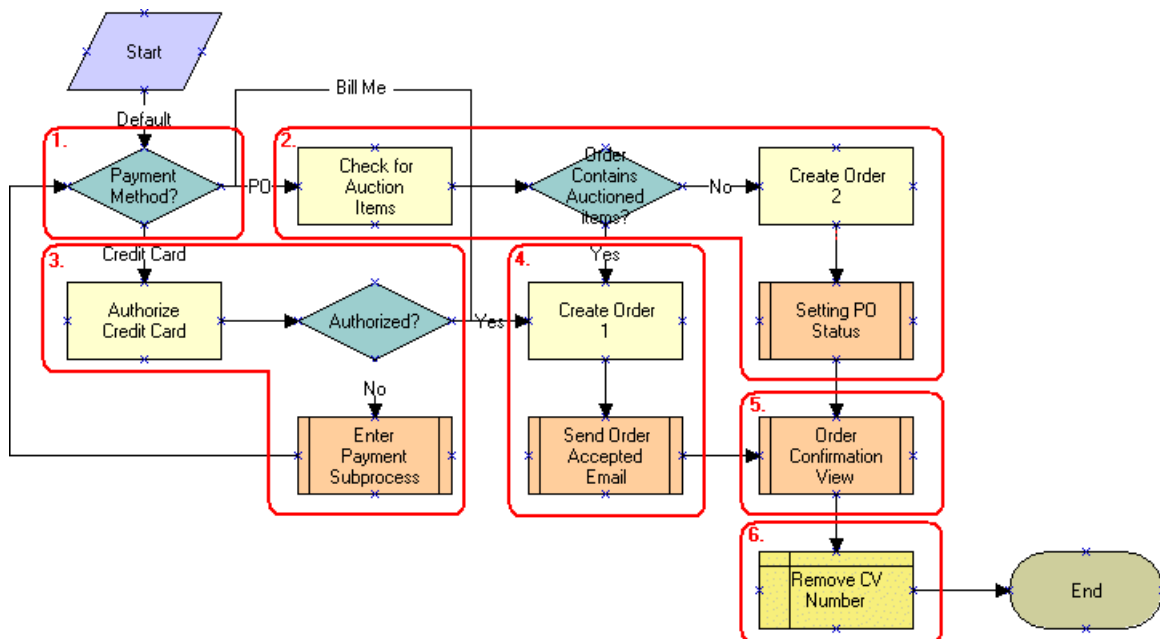 Start
Bill Me
Default
1.
2.
Payment
Method?
PO
Check for
Auction
Items
Order
Contains
Auctioned
Items?
No
Create Order
2
Credit Card
Yes
3.
4.
Authorize
Credit Card
Authorized?
Yes
Create Order
1
Setting PO
Status
No
5.
Enter
Payment
Subprocess
Send Order
Accepted
Email
Order
Confirmation
View
6.
Remove CV
Number
End